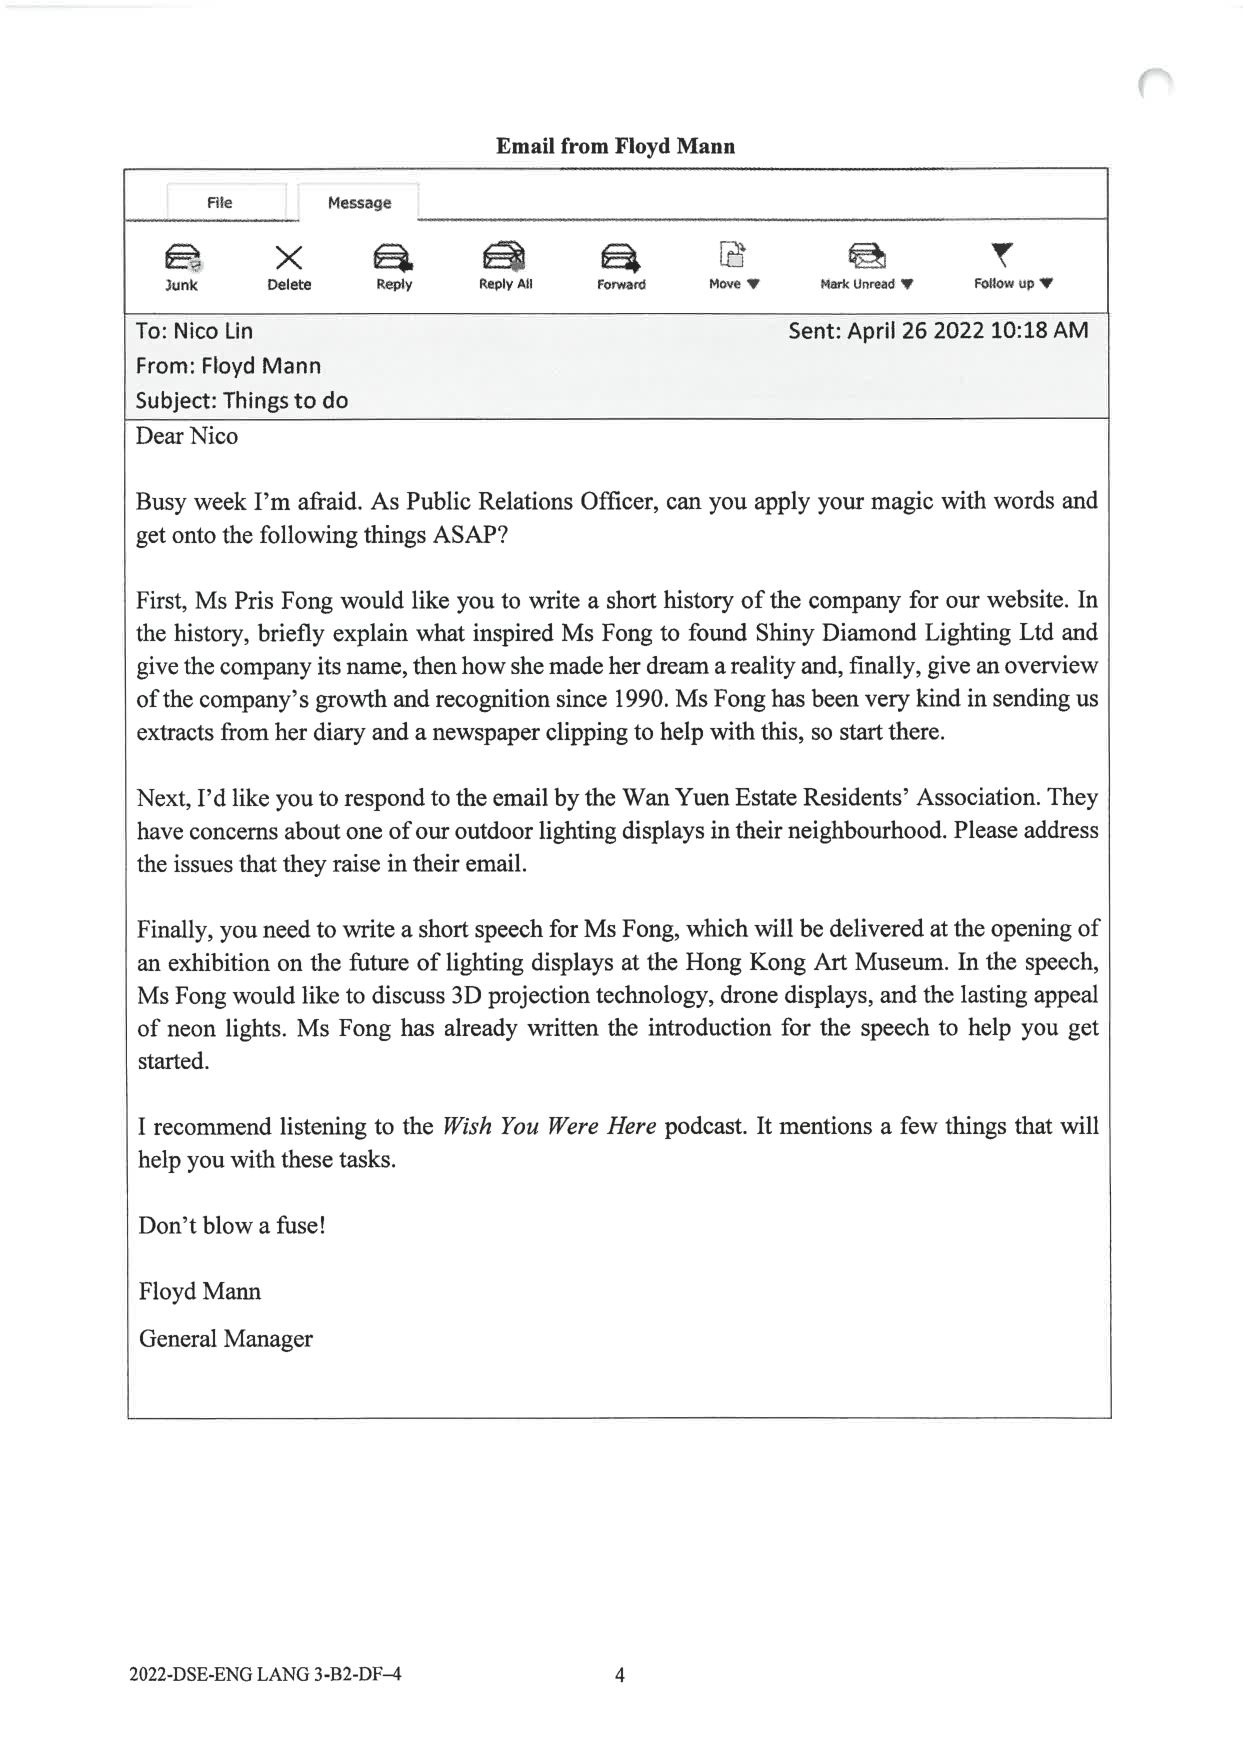 Email from Floyd Mann
File Message
Junk Delete Reply Reply All Forward Move Mark Unread Follow up
To: Nico Lin Sent: April 26 2022 10:18 AM
From: Floyd Mann
Subject: Things to do
Dear Nico
Busy week I'm afraid. As Public Relations Officer, can you apply your magic with words and
get onto the following things ASAP?
First, Ms Pris Fong would like you to write a short history of the company for our website. In
the history, briefly explain what inspired Ms Fong to found Shiny Diamond Lighting Ltd and
give the company its name, then how she made her dream a reality and, finally, give an overview
of the company's growth and recognition since 1990. Ms Fong has been very kind in sending us
extracts from her diary and a newspaper clipping to help with this, so start there.
Next, I'd like you to respond to the email by the Wan Yuen Estate Residents' Association. They
have concerns about one of our outdoor lighting displays in their neighbourhood. Please address
the issues that they raise in their email.
Finally, you need to write a short speech for Ms Fong, which will be delivered at the opening of
an exhibition on the future of lighting displays at the Hong Kong Art Museum. In the speech,
Ms Fong would like to discuss 3D projection technology, drone displays, and the lasting appeal
of neon lights. Ms Fong has already written the introduction for the speech to help you get
started.
I recommend listening to the Wish You Were Here podcast. It mentions a few things that will
help you with these tasks.
Don't blow a fuse!
Floyd Mann
General Manager
2022-DSE-ENG LANG 3-B2-DF–4 4